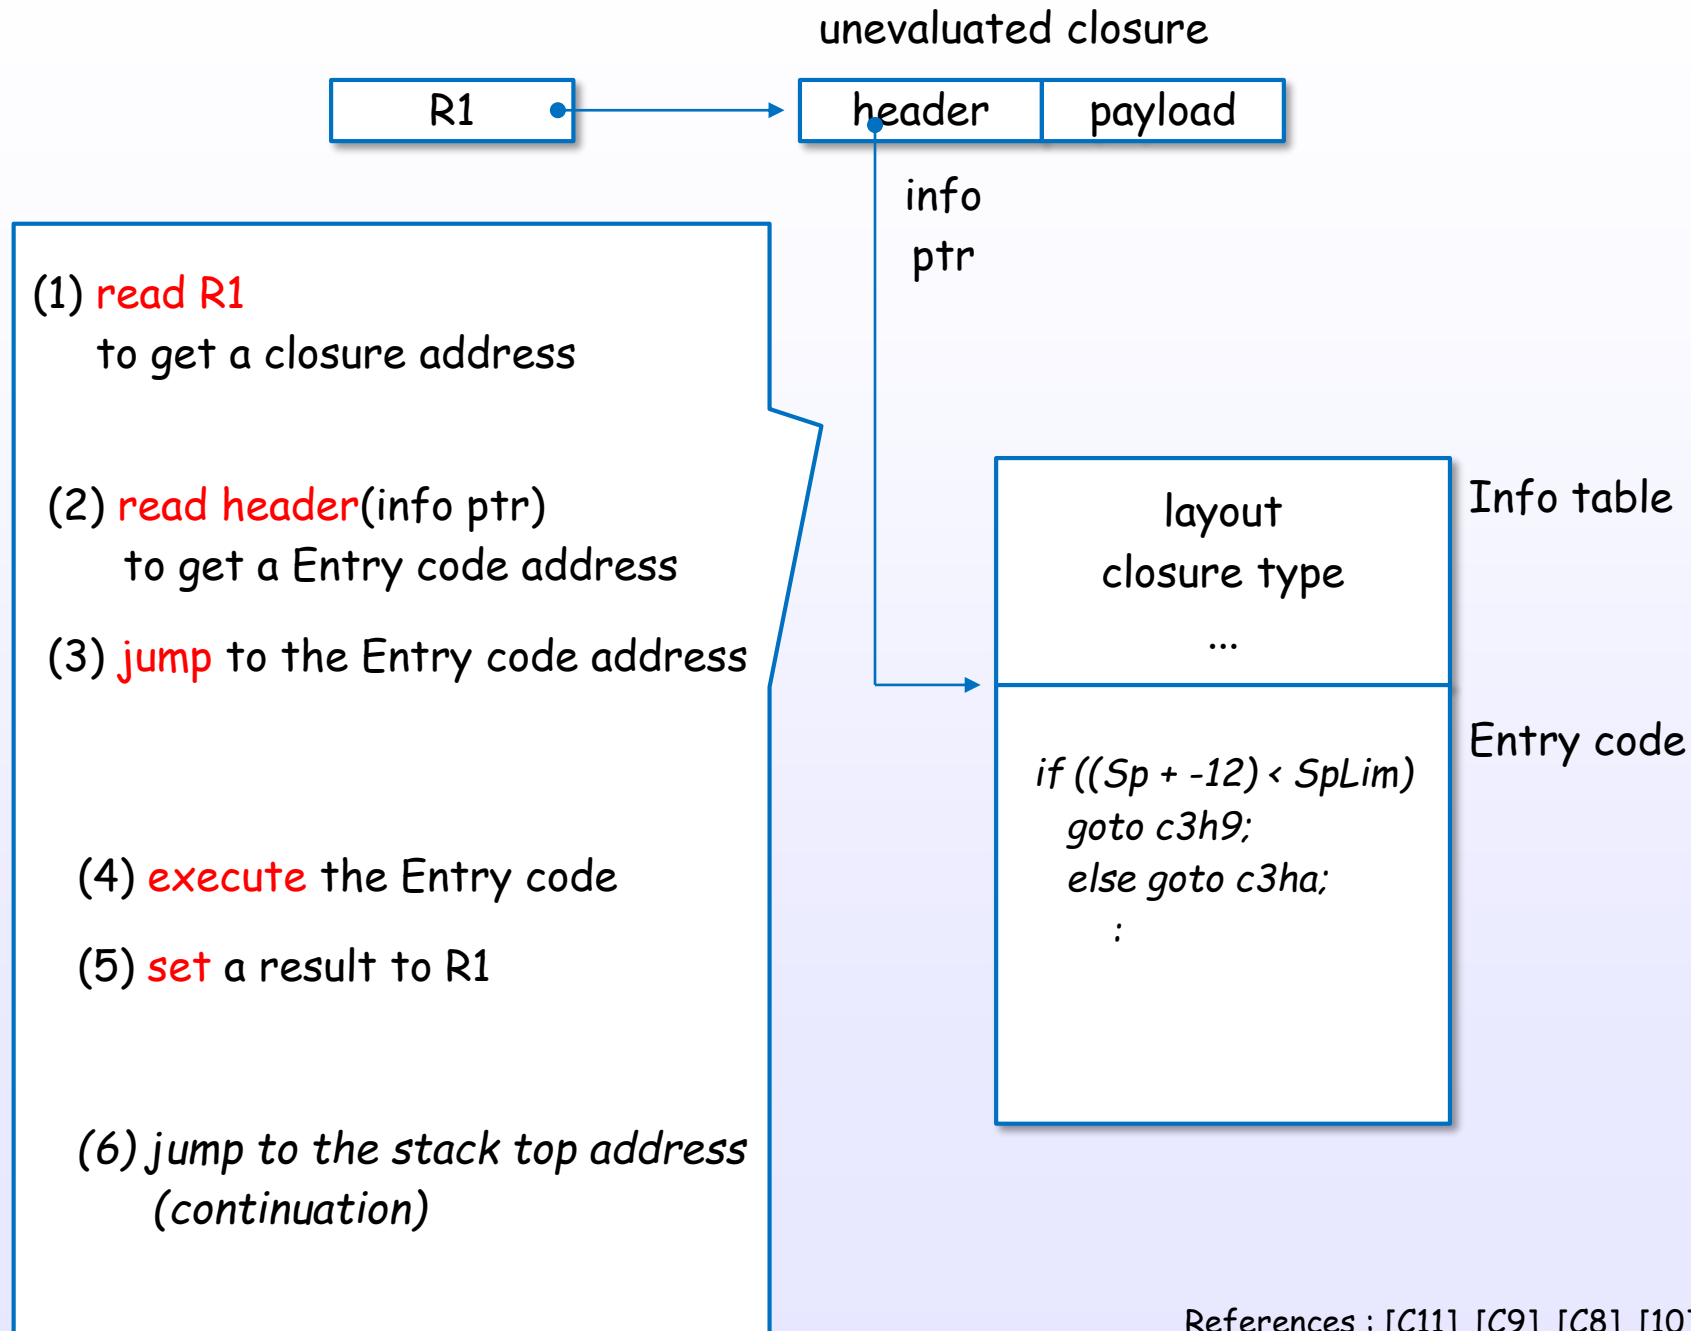 unevaluated closure
R1
header
payload
info
ptr
(1) read R1
to get a closure address
(2) read header(info ptr)
to get a Entry code address
(3) jump to the Entry code address
(4) execute the Entry code
(5) set a result to R1
(6) jump to the stack top address
(continuation)
layout
closure type
...
Info table
if ((Sp + -12) < SpLim)
goto c3h9;
else goto c3ha;
:
Entry code
References : [C11], [C9], [C8], [10]